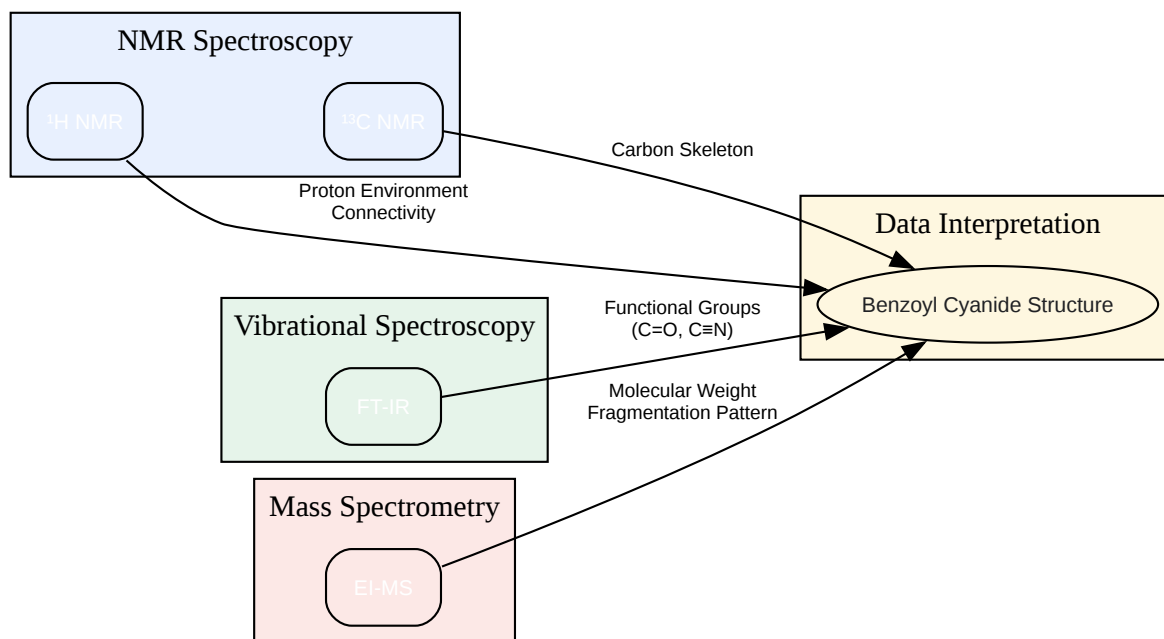 NMR Spectroscopy
¹H NMR
¹³C NMR
Carbon Skeleton
Proton Environment
Connectivity
Data Interpretation
Benzoyl Cyanide Structure
Vibrational Spectroscopy
FT-IR
Functional Groups
(C=O, C≡N)
Molecular Weight
Fragmentation Pattern
Mass Spectrometry
EI-MS